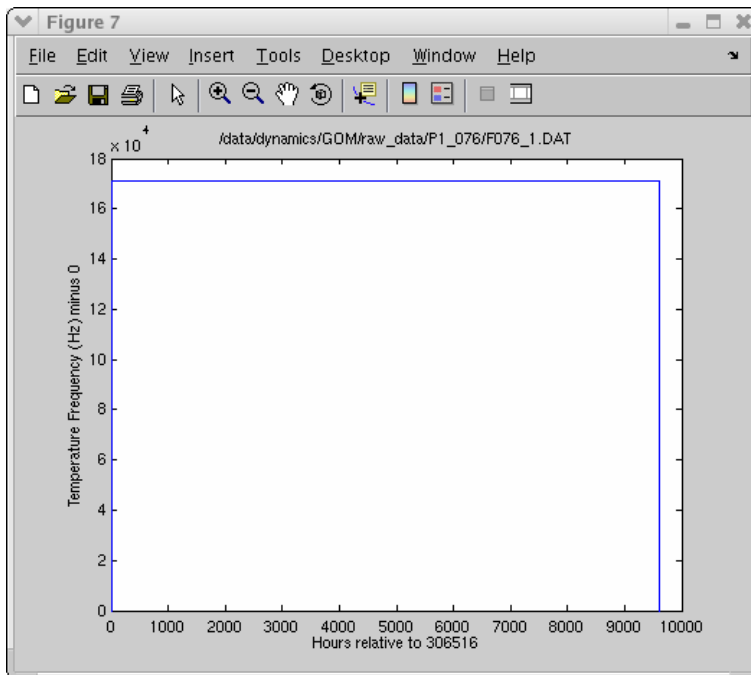 Figure 7
File Edit View Insert Tools Desktop Window Help
× 10 4
/data/dynamics/GOM/raw_data/P1_076/F076_1.DAT
18
16
14
12
10
8
6
4
2
0
Temperature Frequency (Hz) minus 0
0 1000 2000 3000 4000 5000 6000 7000 8000 9000 10000
Hours relative to 306516